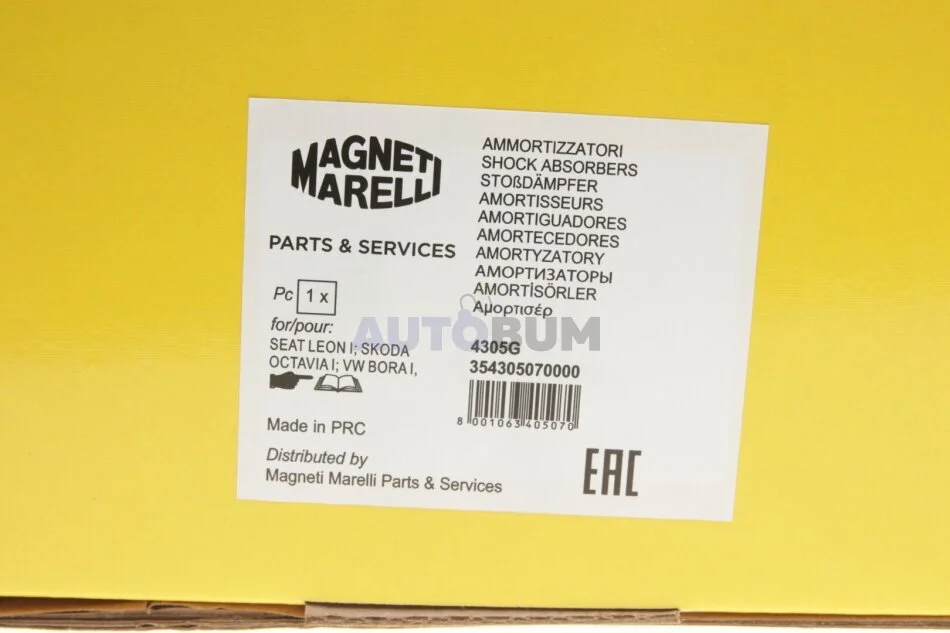 MAGNETI
MARELLI
PARTS & SERVICES
Pc 1 x
for/pour:
SEAT LEON I; SKODA
OCTAVIA I; VW BORA I,
Made in PRC
Distributed by
Magneti Marelli Parts & Services
AMMORTIZZATORI
SHOCK ABSORBERS
STOßDÄMPFER
AMORTISSEURS
AMORTIGUADORES
AMORTECEDORES
AMORTYZATORY
АМОРТИЗАТОРЫ
AMORTİSÖRLER
Αμορτισέρ
AUTOBUM
4305G
354305070000
8 001063 405070
EAC